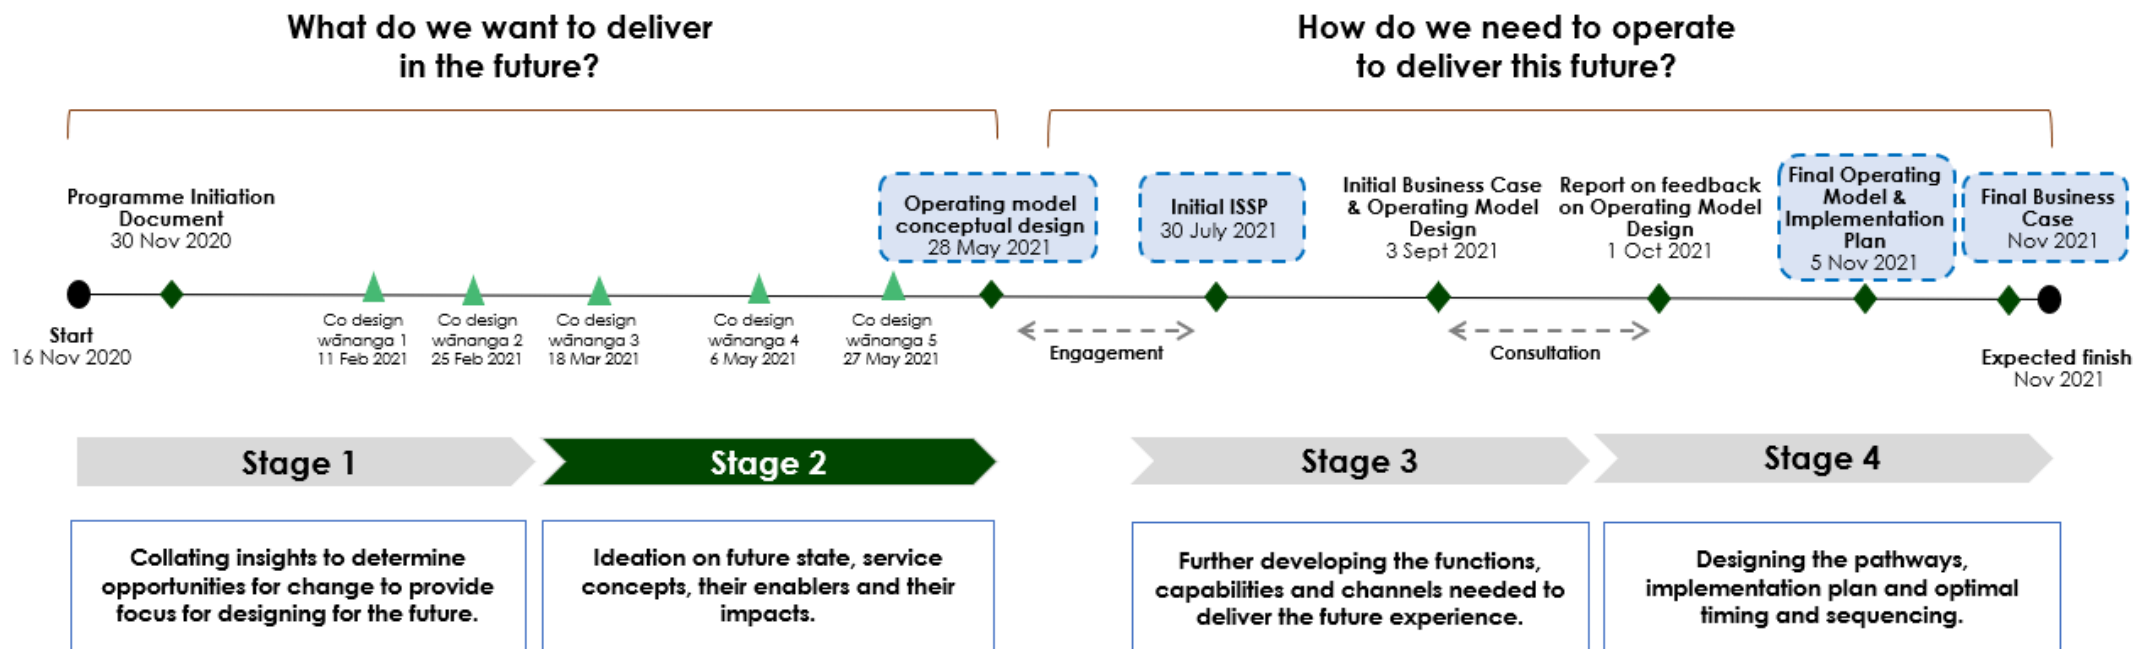 What do we want to deliver
in the future?
How do we need to operate
to deliver this future?
Programme Initiation
Document
30 Nov 2020
Operating model
conceptual design
28 May 2021
Initial ISSP
30 July 2021
Initial Business Case
& Operating Model
Design
3 Sept 2021
Report on feedback
on Operating Model
Design
1 Oct 2021
Final Operating
Model &
Implementation
Plan
5 Nov 2021
Final Business
Case
Nov 2021
Start
16 Nov 2020
Co design
wānanga 1
11 Feb 2021
Co design
wānanga 2
25 Feb 2021
Co design
wānanga 3
18 Mar 2021
Co design
wānanga 4
6 May 2021
Co design
wānanga 5
27 May 2021
Engagement
Consultation
Expected finish
Nov 2021
Stage 1
Stage 2
Stage 3
Stage 4
Collating insights to determine
opportunities for change to provide
focus for designing for the future.
Ideation on future state, service
concepts, their enablers and their
impacts.
Further developing the functions,
capabilities and channels needed to
deliver the future experience.
Designing the pathways,
implementation plan and optimal
timing and sequencing.